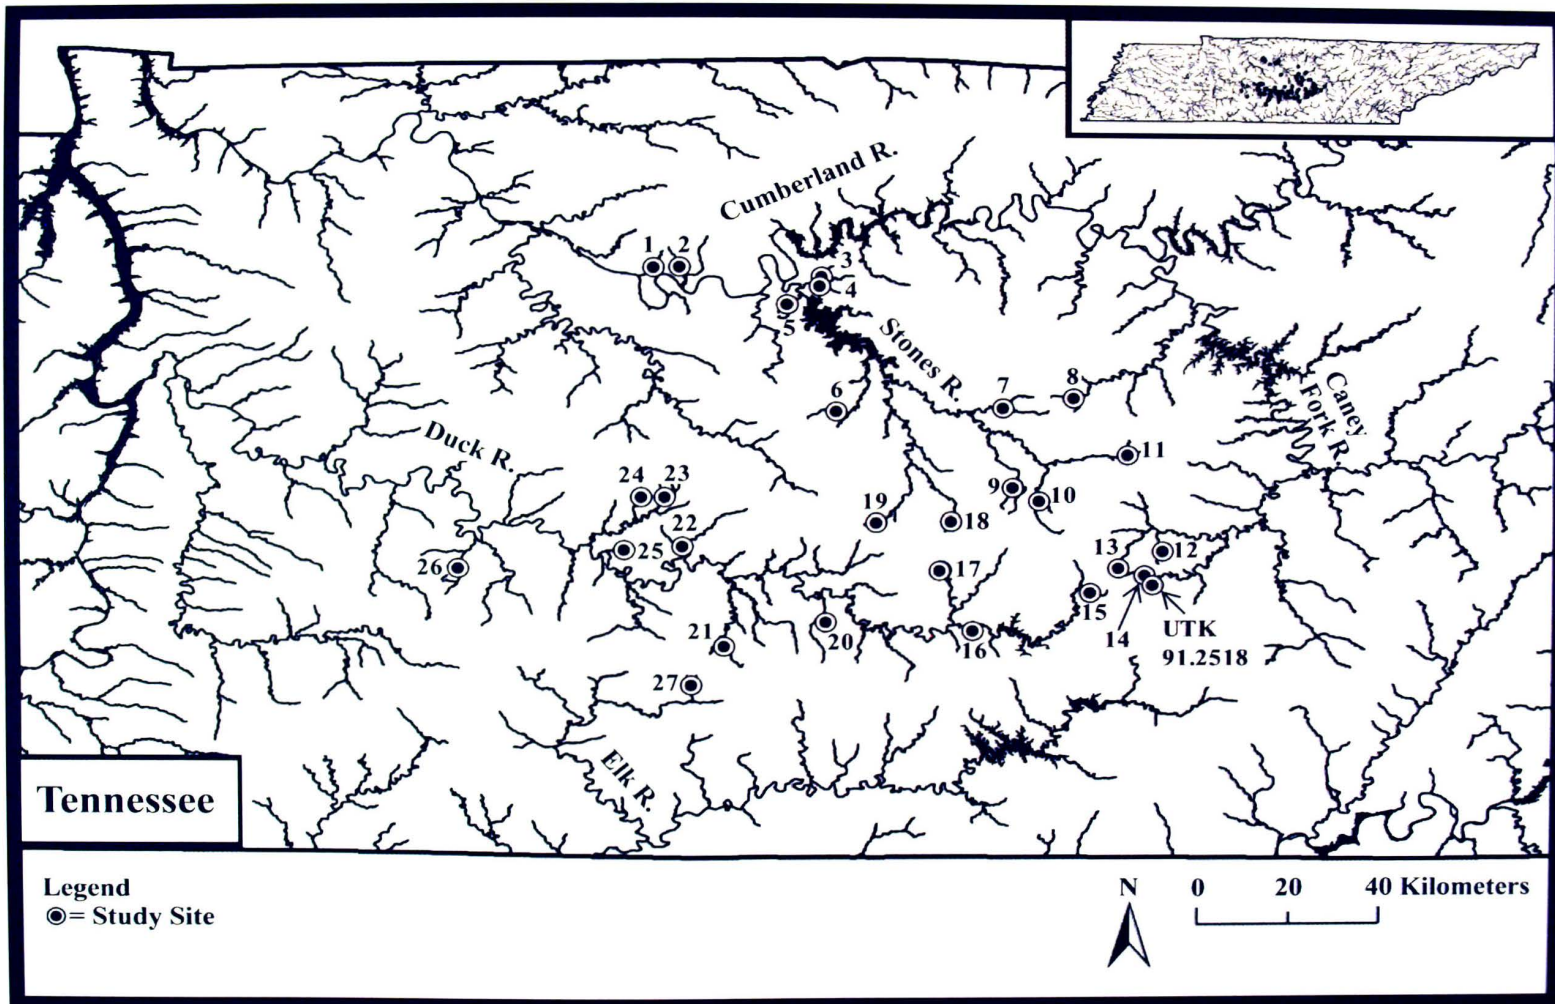 Cumberland R.
1 2
3
4
5
Stones R.
6
7
8
Caney
Fork R.
Duck R.
11
24 23
9
10
19
18
22
25
13
12
26
17
15
14
UTK
91.2518
20
16
21
27
Elk R.
Tennessee
Legend
= Study Site
N
0 20 40 Kilometers